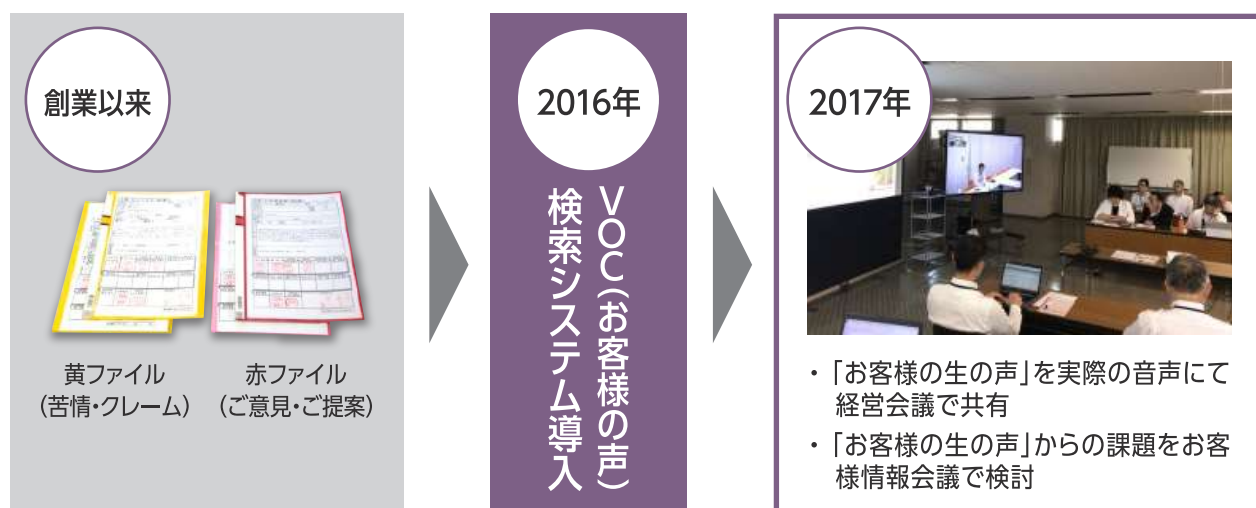 創業以来
黄ファイル
(苦情・クレーム)
赤ファイル
(ご意見・ご提案)
2016年
VOC(お客様の声)
検索システム導入
2017年
・「お客様の生の声」を実際の音声にて
経営会議で共有
・「お客様の生の声」からの課題をお客
様情報会議で検討